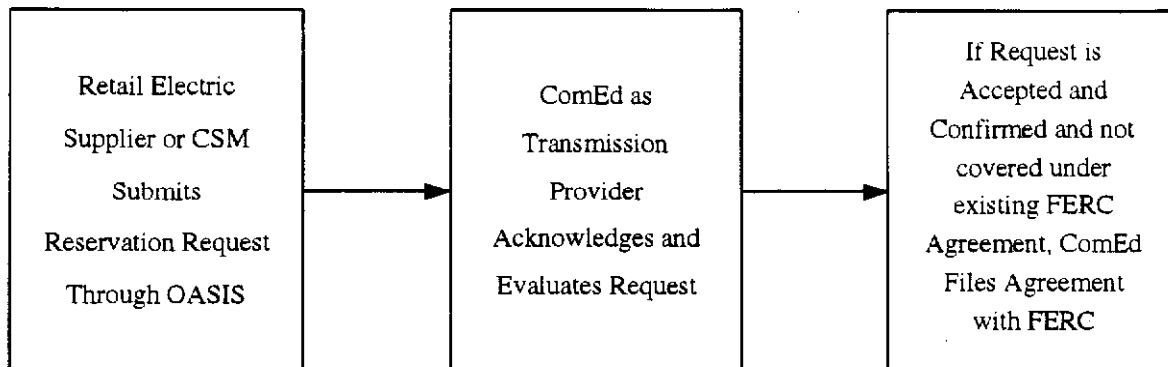 Retail Electric
Supplier or CSM
Submits
Reservation Request
Through OASIS
ComEd as
Transmission
Provider
Acknowledges and
Evaluates Request
If Request is
Accepted and
Confirmed and not
covered under
existing FERC
Agreement, ComEd
Files Agreement
with FERC